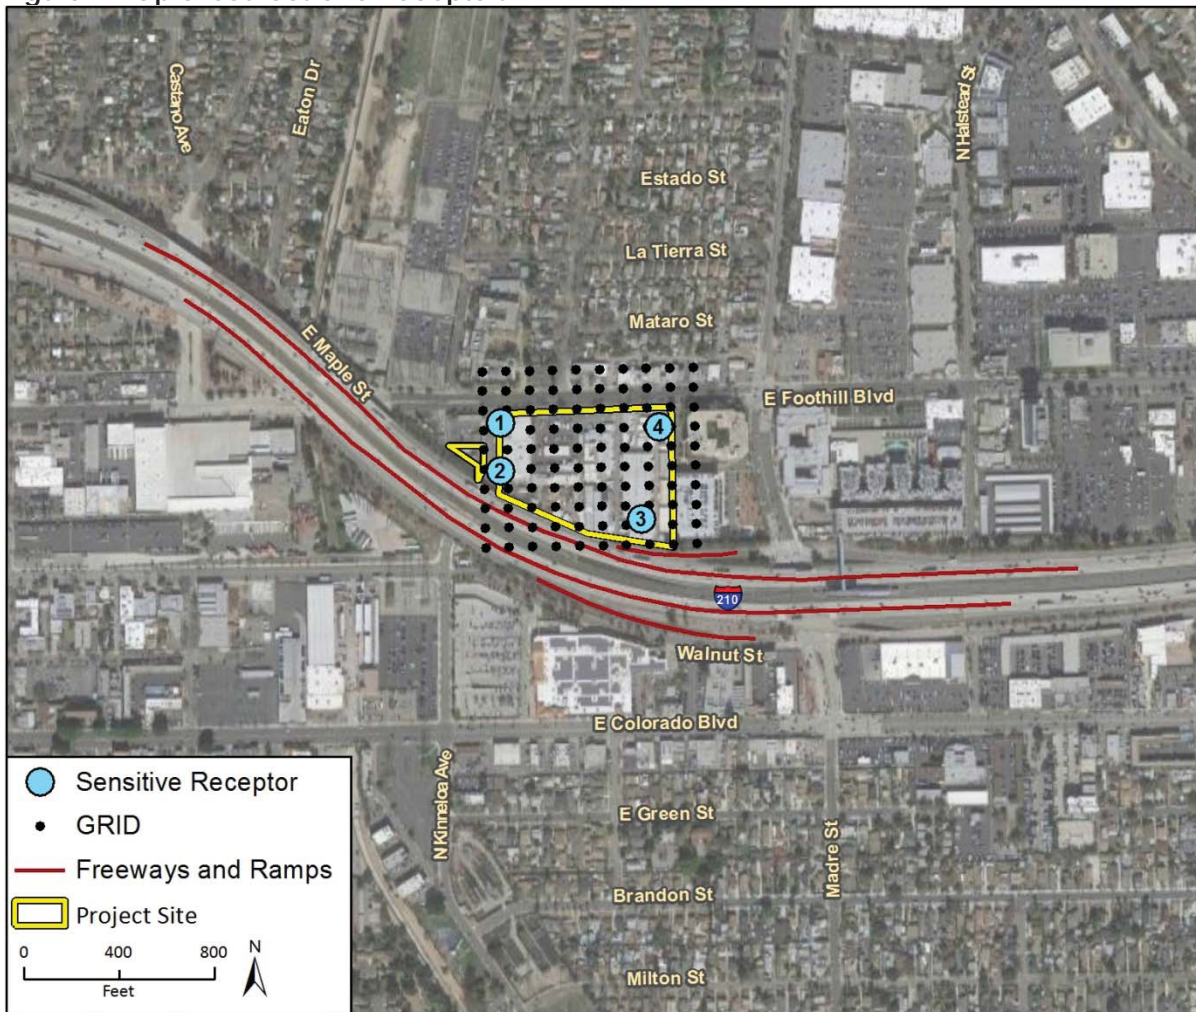 Castano Ave
Eaton Dr
N Halstead St
Estado St
La Tierra St
Mataro St
E Maple St
E Foothill Blvd
1
4
2
3
210
Walnut St
E Colorado Blvd
N Kinneloa Ave
E Green St
Madre St
Brandon St
Milton St
Sensitive Receptor
GRID
Freeways and Ramps
Project Site
0 400 800
Feet
N